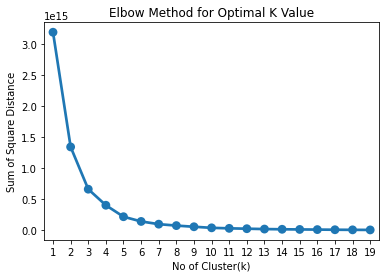 Elbow Method for Optimal K Value
1e15
3.0
2.5
2.0
1.5
1.0
0.5
0.0
Sum of Square Distance
1 2 3 4 5 6 7 8 9 10 11 12 13 14 15 16 17 18 19
No of Cluster(k)